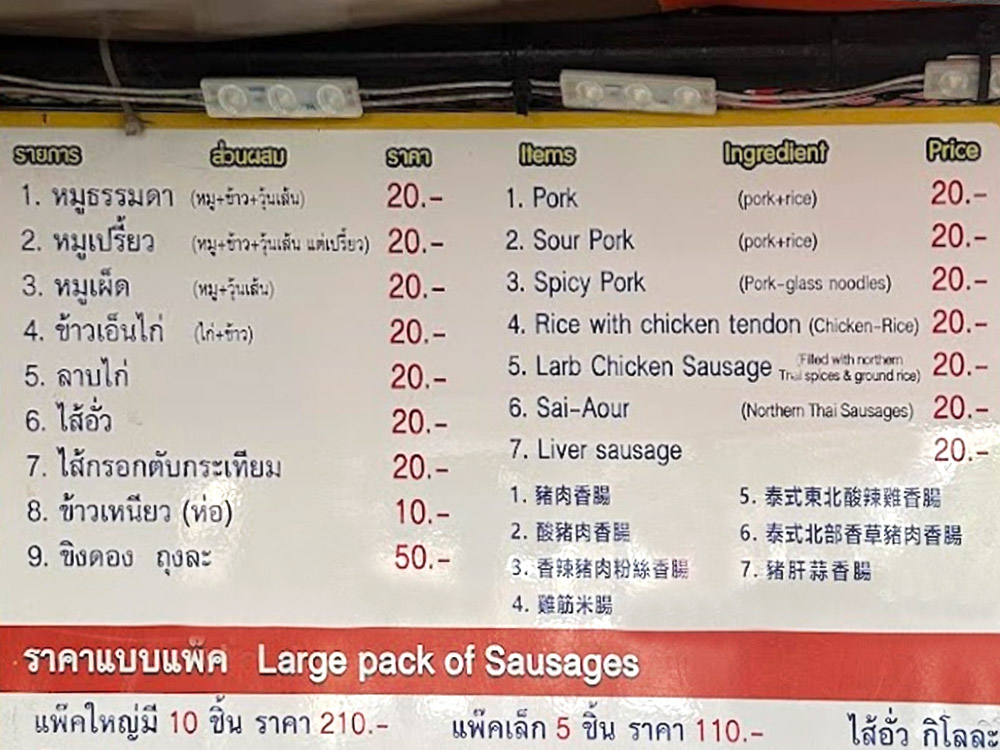 รายการ ส่วนผสม ราคา
1. หมูธรรมดา (หมู+ข้าว+วุ้นเส้น) 20.-
2. หมูเปรี้ยว (หมู+ข้าว+วุ้นเส้น แต่เปรี้ยว) 20.-
3. หมูเผ็ด (หมู+วุ้นเส้น) 20.-
4. ข้าวเอ็นไก่ (ไก่+ข้าว) 20.-
5. ลาบไก่ 20.-
6. ไส้อั่ว 20.-
7. ไส้กรอกตับกระเทียม 20.-
8. ข้าวเหนียว (ห่อ) 10.-
9. ขิงดอง ถุงละ 50.-
Items Ingredient Price
1. Pork (pork+rice) 20.-
2. Sour Pork (pork+rice) 20.-
3. Spicy Pork (Pork-glass noodles) 20.-
4. Rice with chicken tendon (Chicken-Rice) 20.-
5. Larb Chicken Sausage (Filled with northern Thai spices & ground rice) 20.-
6. Sai-Aour (Northern Thai Sausages) 20.-
7. Liver sausage 20.-
1. 豬肉香腸
2. 酸豬肉香腸
3. 香辣豬肉粉絲香腸
4. 雞筋米腸
5. 泰式東北酸辣雞香腸
6. 泰式北部香草豬肉香腸
7. 豬肝蒜香腸
ราคาแบบแพ๊ค Large pack of Sausages
แพ๊คใหญ่มี 10 ชิ้น ราคา 210.- แพ๊คเล็ก 5 ชิ้น ราคา 110.- ไส้อั่ว กิโลละ